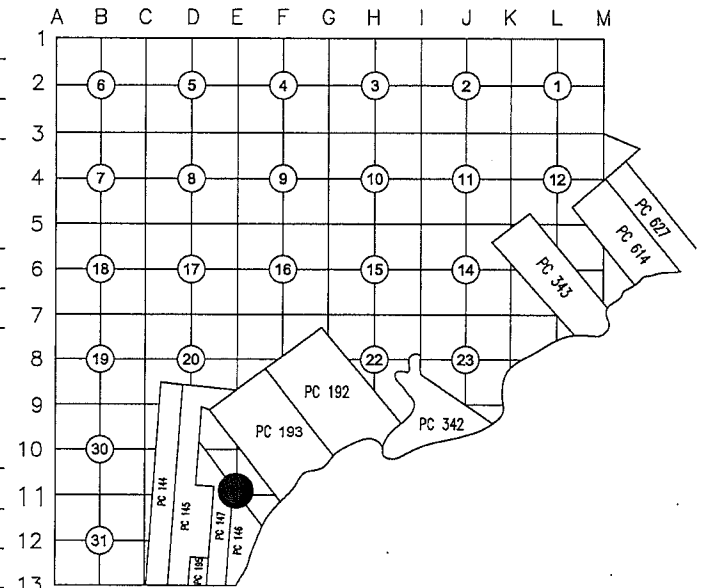 A B C D E F G H I J K L M
1
2 6 5 4 3 2 1
3
4 7 8 9 10 11 12
5
PC 627
PC 614
6 18 17 16 15 14
PC 343
7
8 19 20 22 23
9
PC 192
PC 342
PC 193
10 30
11
PC 144
PC 145
PC 147
PC 146
12 31
PC 195
13